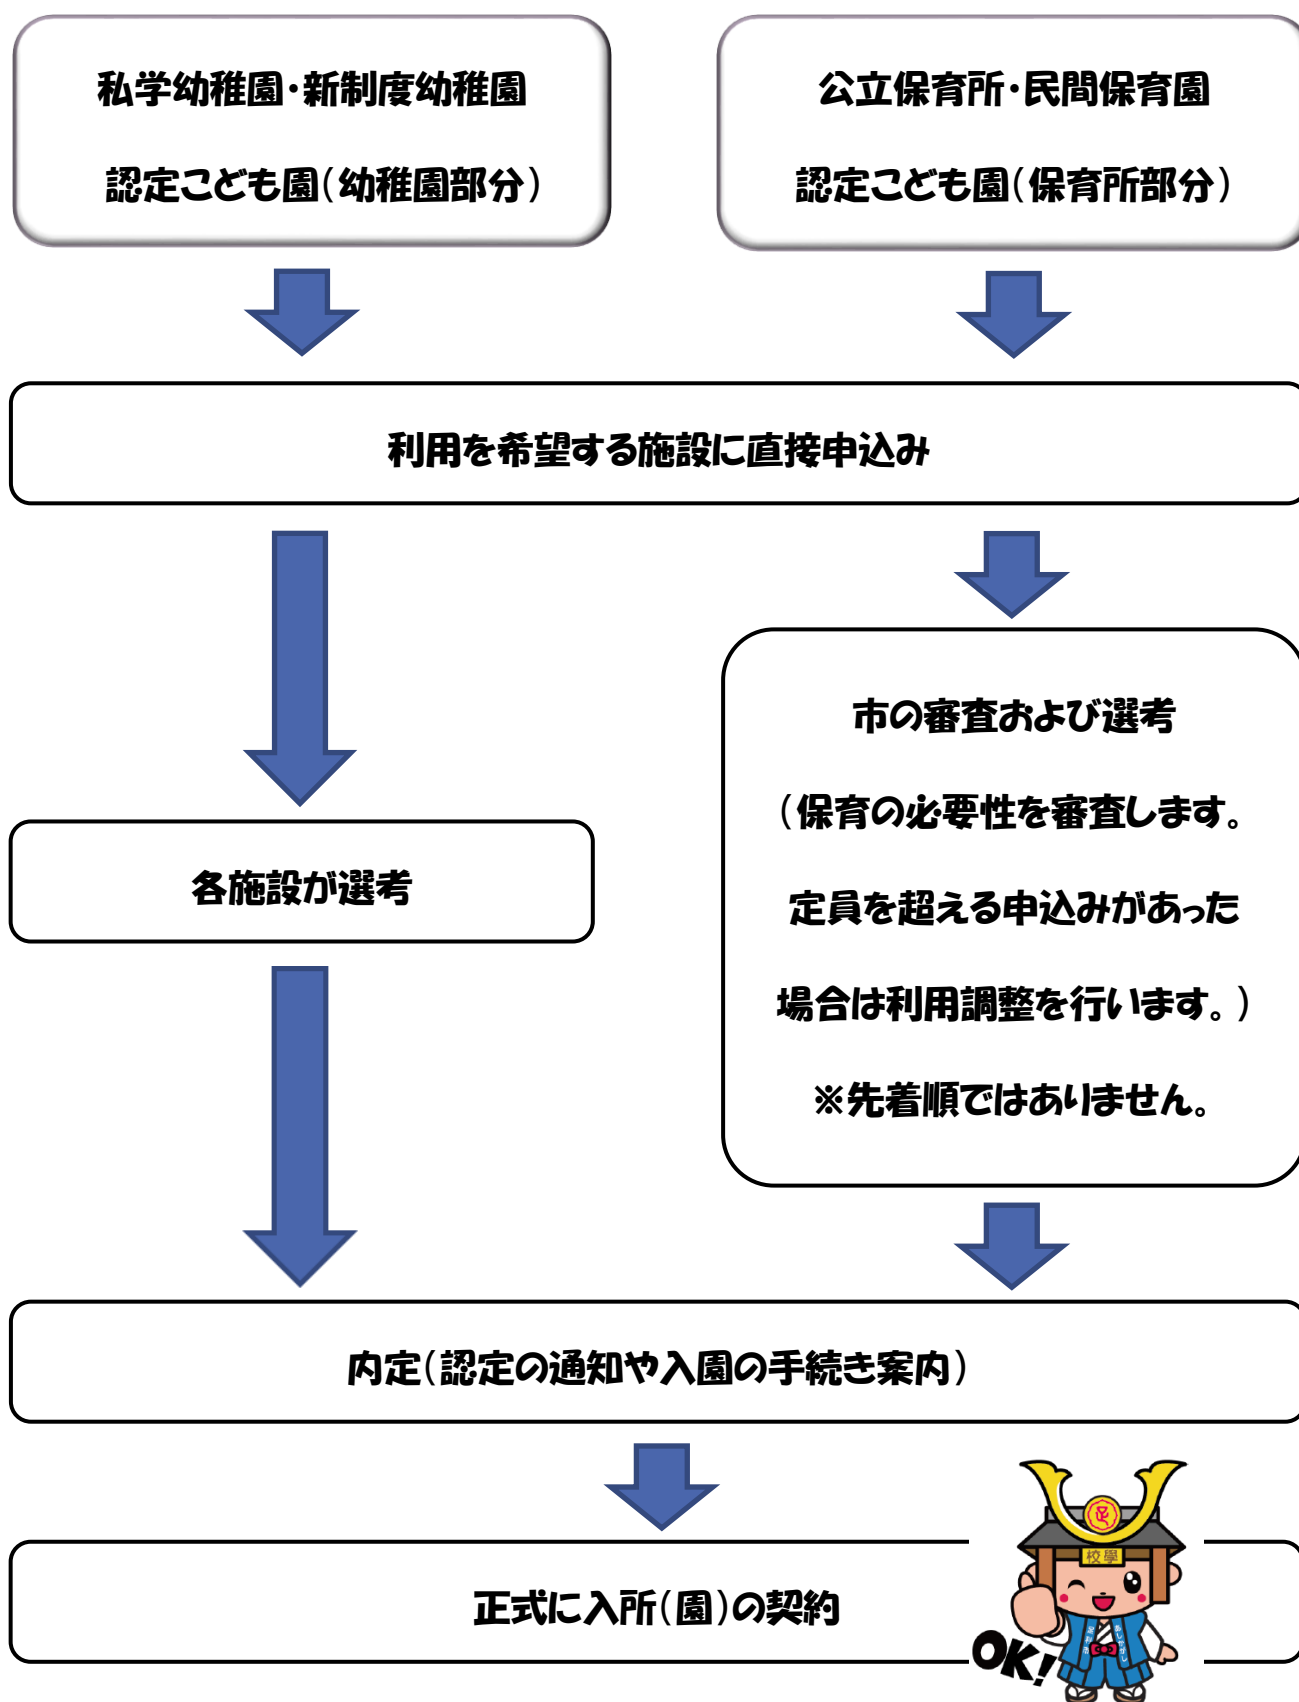 私学幼稚園・新制度幼稚園
認定こども園(幼稚園部分)
公立保育所・民間保育園
認定こども園(保育所部分)
利用を希望する施設に直接申込み
各施設が選考
市の審査および選考
(保育の必要性を審査します。
定員を超える申込みがあった
場合は利用調整を行います。)
※先着順ではありません。
内定(認定の通知や入園の手続き案内)
正式に入所(園)の契約
足
校學
あしかがし
OK!